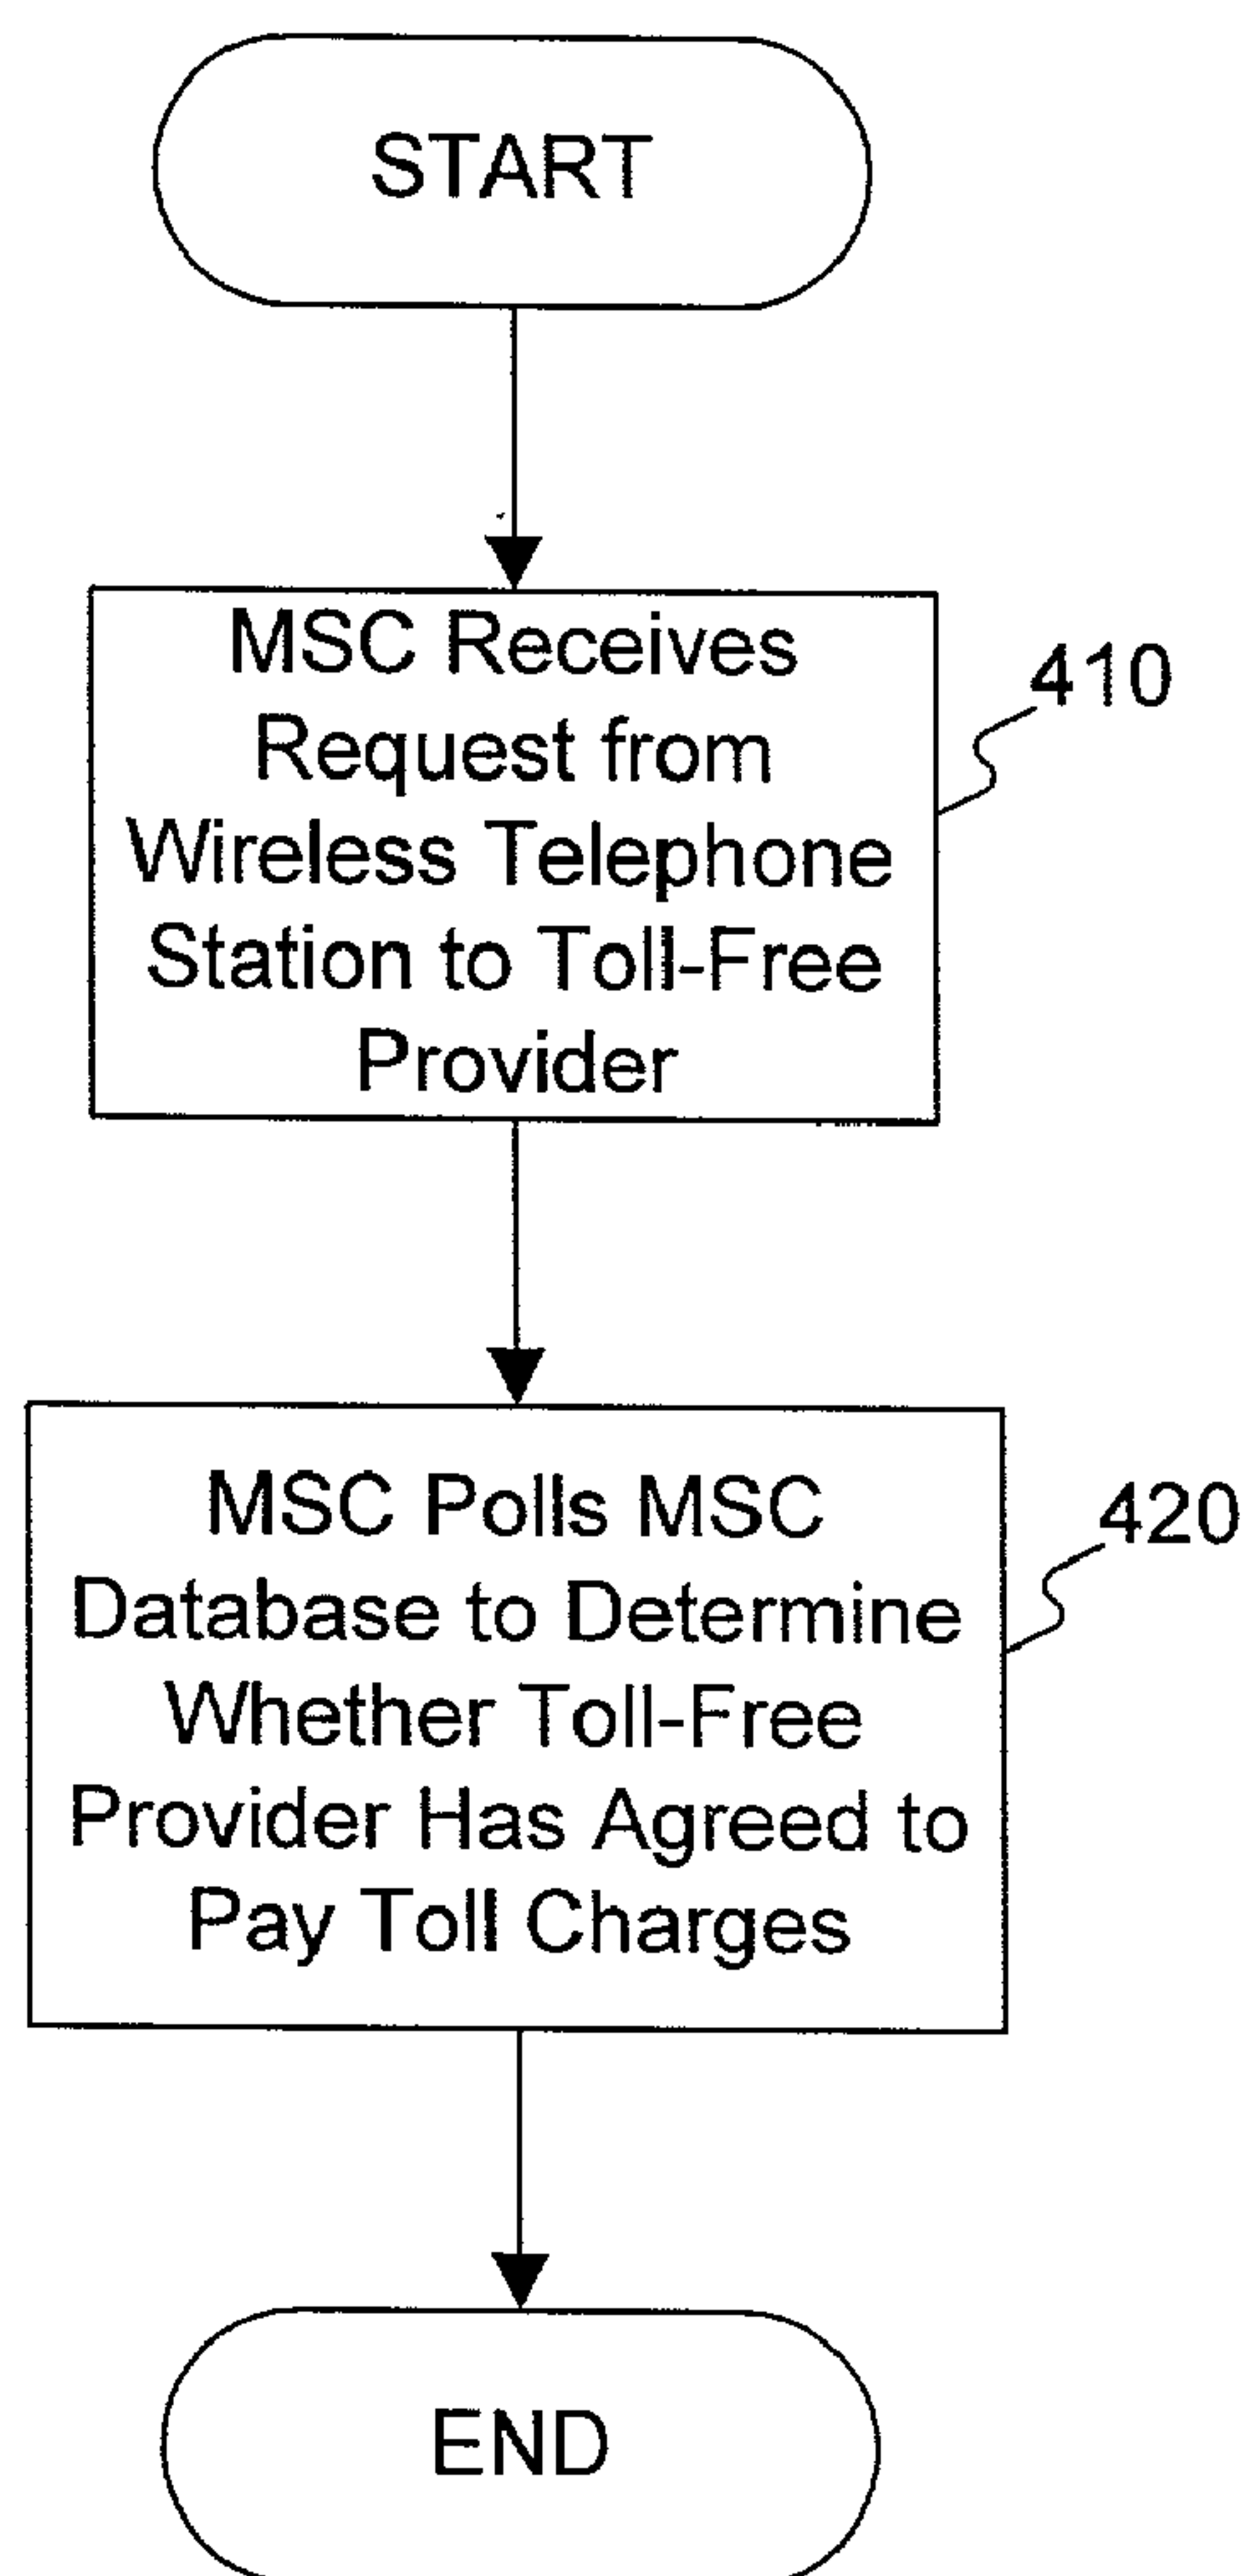 START
MSC Receives
Request from
Wireless Telephone
Station to Toll-Free
Provider
410
MSC Polls MSC
Database to Determine
Whether Toll-Free
Provider Has Agreed to
Pay Toll Charges
420
END